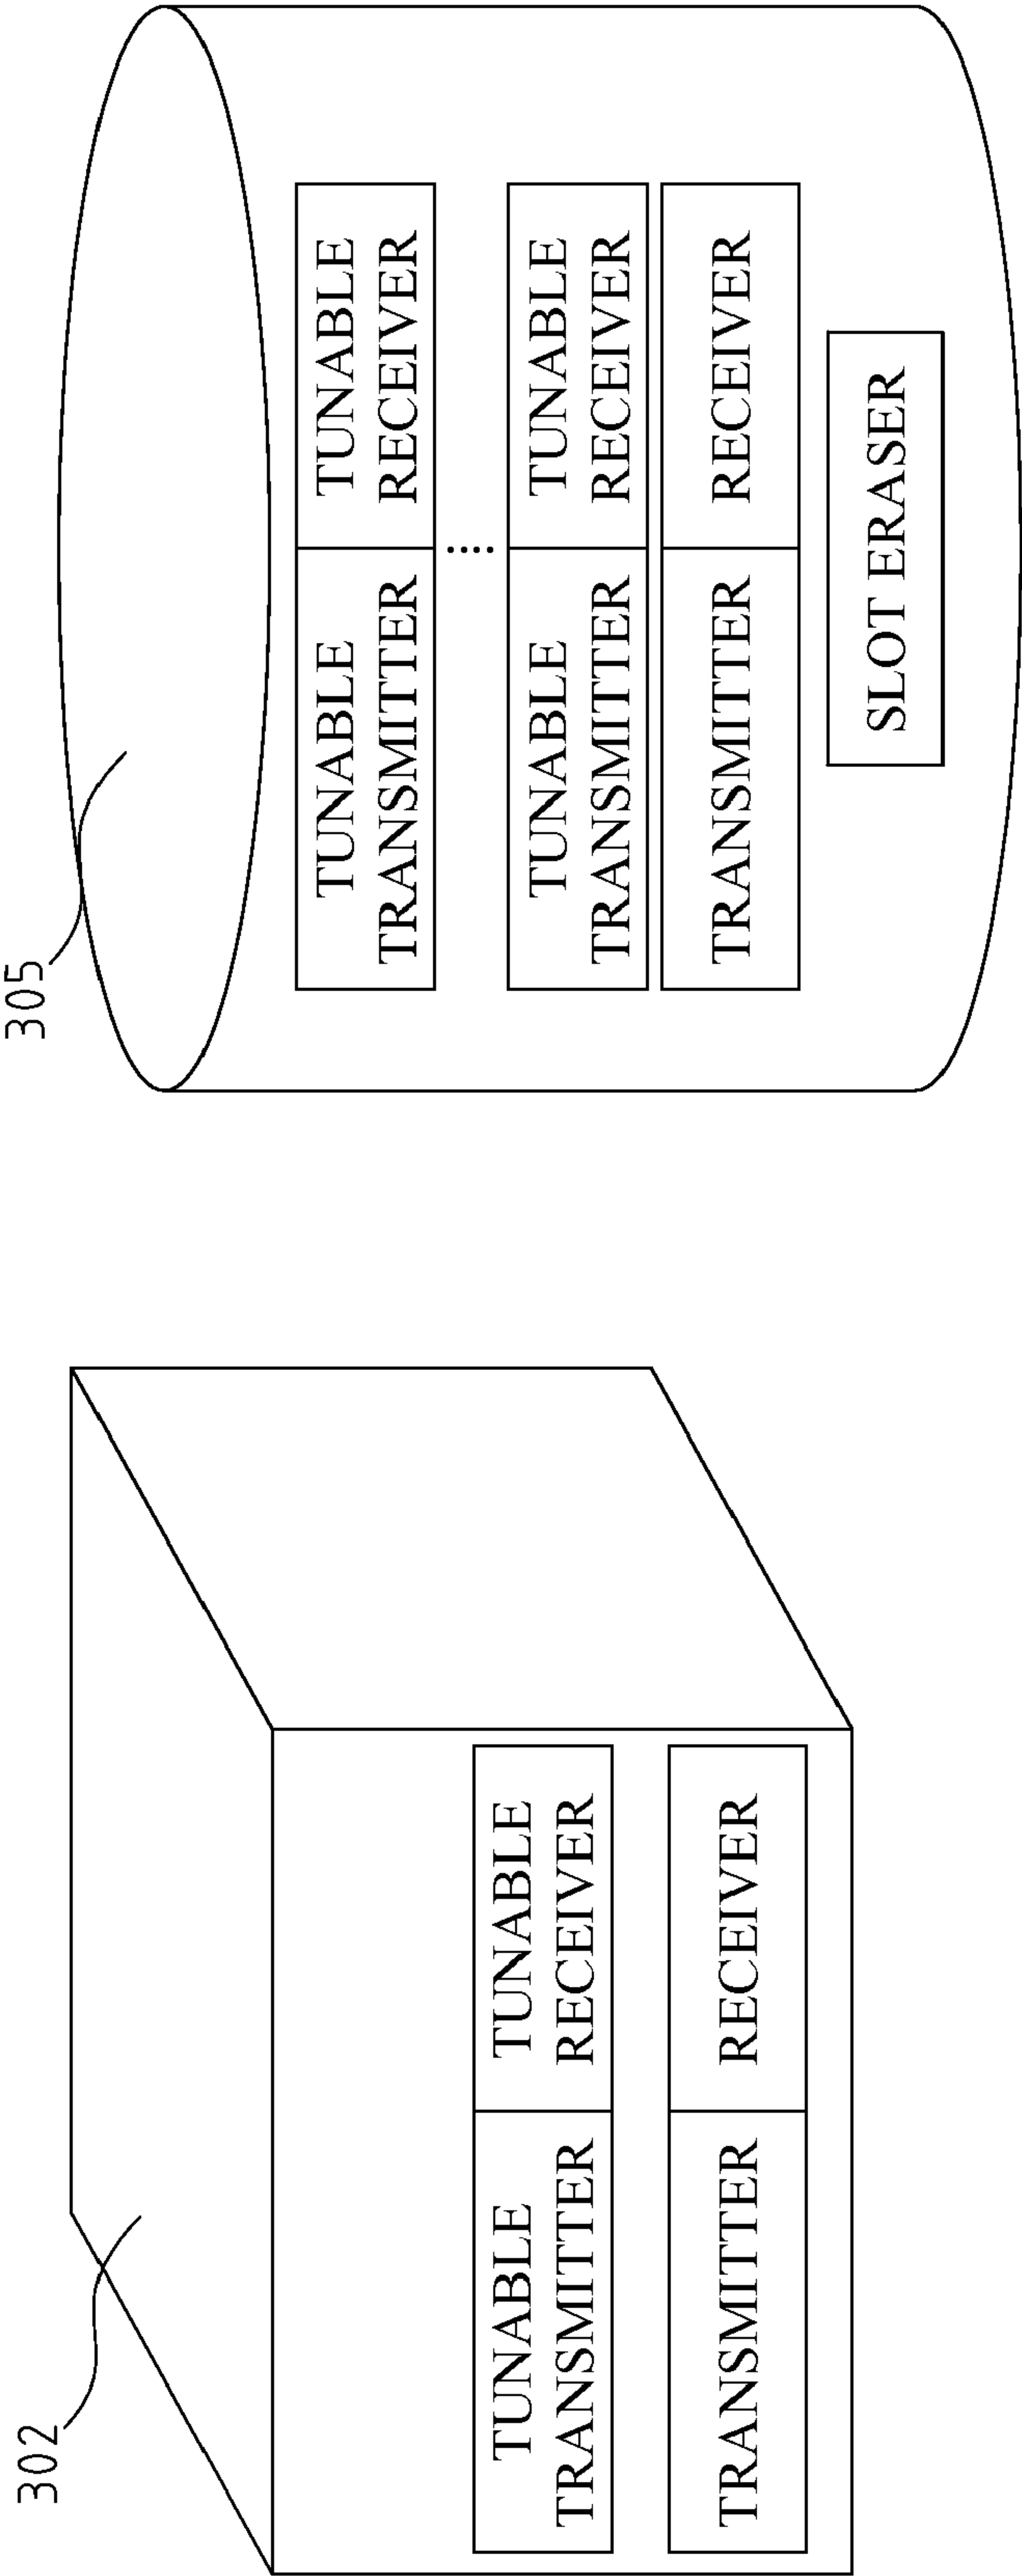 302
TUNABLE
TRANSMITTER
TUNABLE
RECEIVER
TRANSMITTER
RECEIVER
305
TUNABLE
TRANSMITTER
TUNABLE
RECEIVER
....
TUNABLE
TRANSMITTER
TUNABLE
RECEIVER
TRANSMITTER
RECEIVER
SLOT ERASER